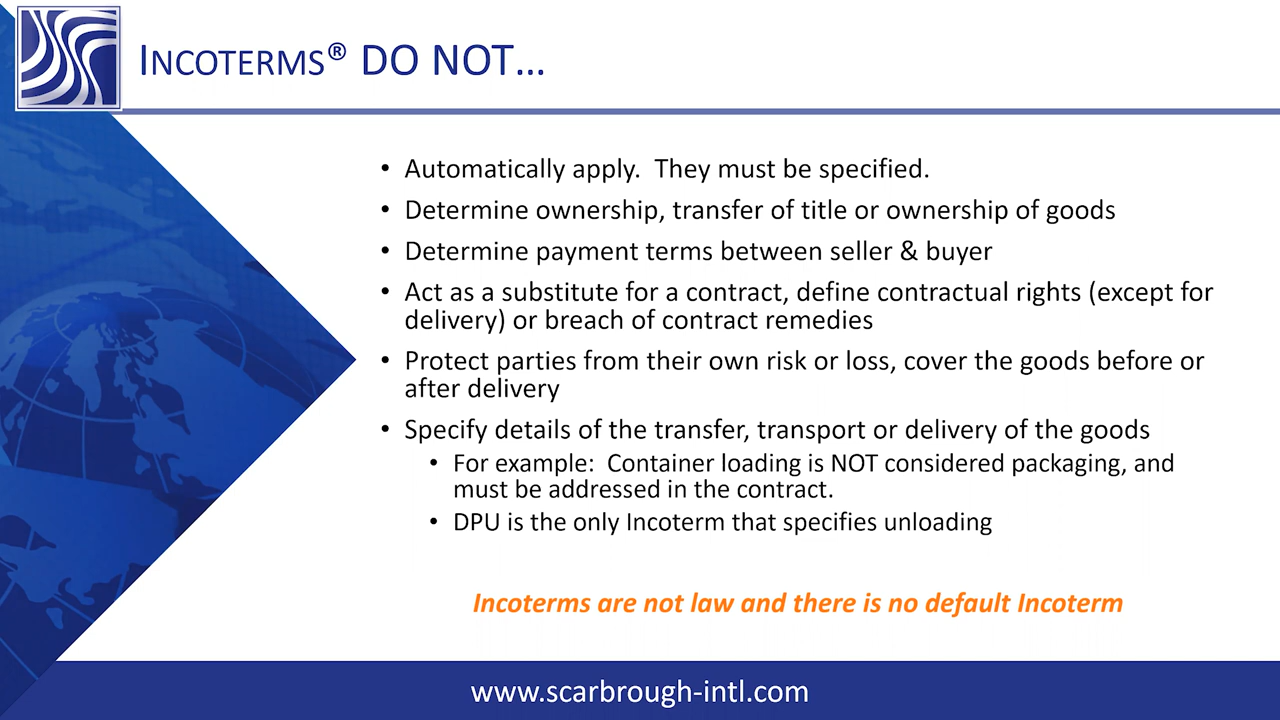 INCOTERMS® DO NOT...
• Automatically apply.  They must be specified.
• Determine ownership, transfer of title or ownership of goods
• Determine payment terms between seller & buyer
• Act as a substitute for a contract, define contractual rights (except for
delivery) or breach of contract remedies
• Protect parties from their own risk or loss, cover the goods before or
after delivery
• Specify details of the transfer, transport or delivery of the goods
• For example:  Container loading is NOT considered packaging, and
must be addressed in the contract.
• DPU is the only Incoterm that specifies unloading
Incoterms are not law and there is no default Incoterm
www.scarbrough-intl.com